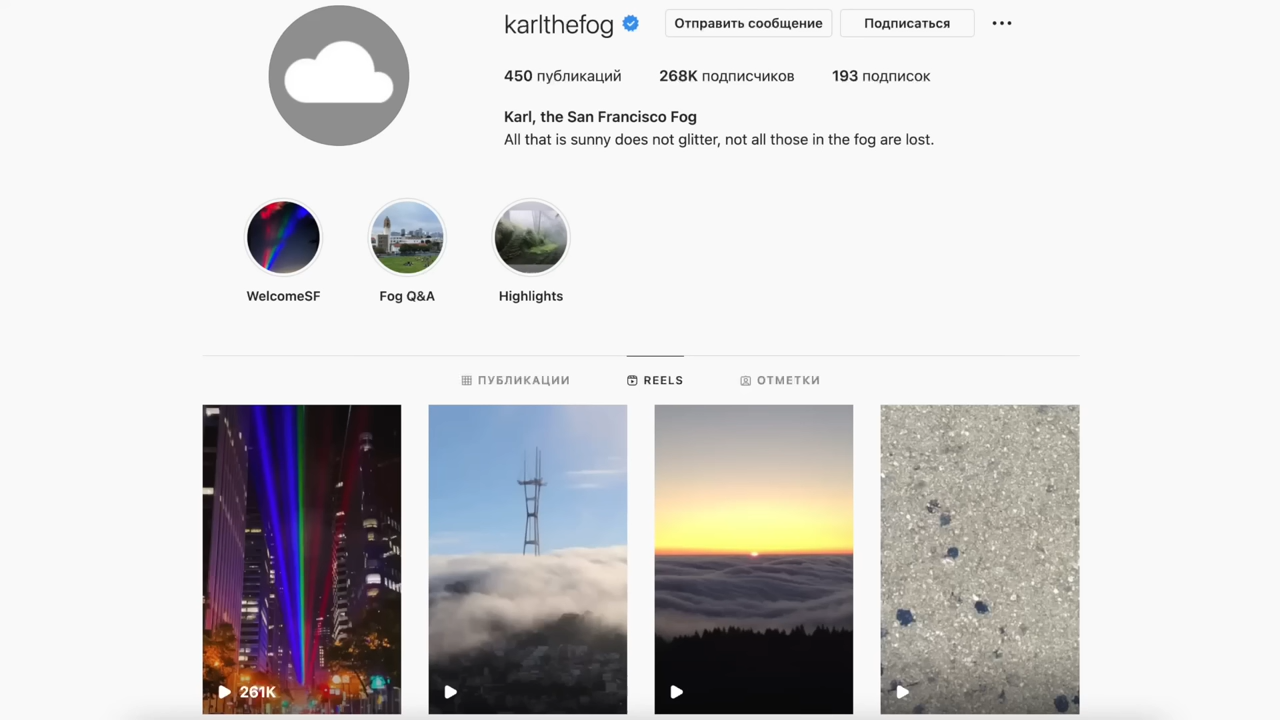 karlthefog Отправить сообщение Подписаться
450 публикаций 268K подписчиков 193 подписок
Karl, the San Francisco Fog
All that is sunny does not glitter, not all those in the fog are lost.
WelcomeSF Fog Q&A Highlights
ПУБЛИКАЦИИ REELS ОТМЕТКИ
261K